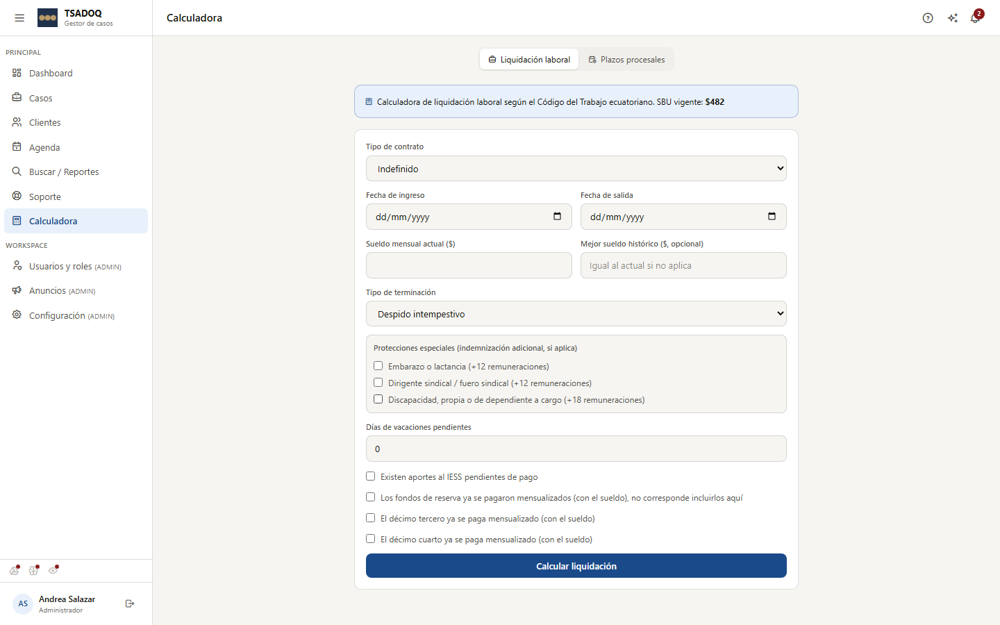 TSADOQ
Gestor de casos
Calculadora
2
PRINCIPAL
Dashboard
Casos
Clientes
Agenda
Buscar / Reportes
Soporte
Calculadora
WORKSPACE
Usuarios y roles (ADMIN)
Anuncios (ADMIN)
Configuración (ADMIN)
AS
Andrea Salazar
Administrador
Liquidación laboral
Plazos procesales
Calculadora de liquidación laboral según el Código del Trabajo ecuatoriano. SBU vigente: $482
Tipo de contrato
Indefinido
Fecha de ingreso
Fecha de salida
dd/mm/yyyy
dd/mm/yyyy
Sueldo mensual actual ($)
Mejor sueldo histórico ($, opcional)
Igual al actual si no aplica
Tipo de terminación
Despido intempestivo
Protecciones especiales (indemnización adicional, si aplica)
Embarazo o lactancia (+12 remuneraciones)
Dirigente sindical / fuero sindical (+12 remuneraciones)
Discapacidad, propia o de dependiente a cargo (+18 remuneraciones)
Días de vacaciones pendientes
0
Existen aportes al IESS pendientes de pago
Los fondos de reserva ya se pagaron mensualizados (con el sueldo), no corresponde incluirlos aquí
El décimo tercero ya se paga mensualizado (con el sueldo)
El décimo cuarto ya se paga mensualizado (con el sueldo)
Calcular liquidación